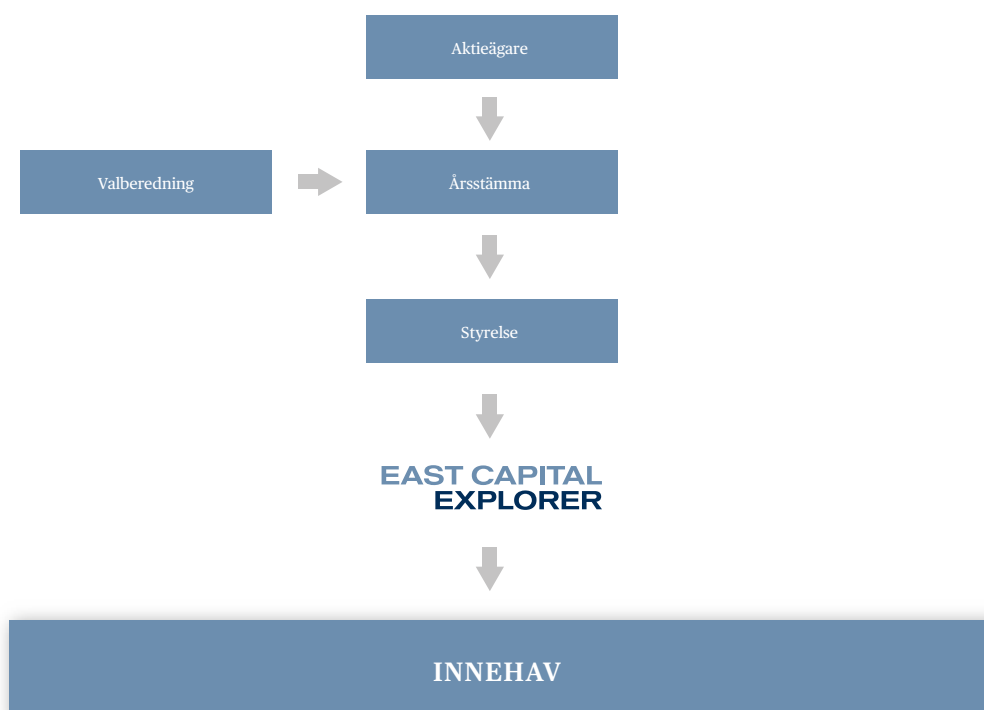 Aktieägare
Valberedning
Årsstämma
Styrelse
EAST CAPITAL
EXPLORER
INNEHAV